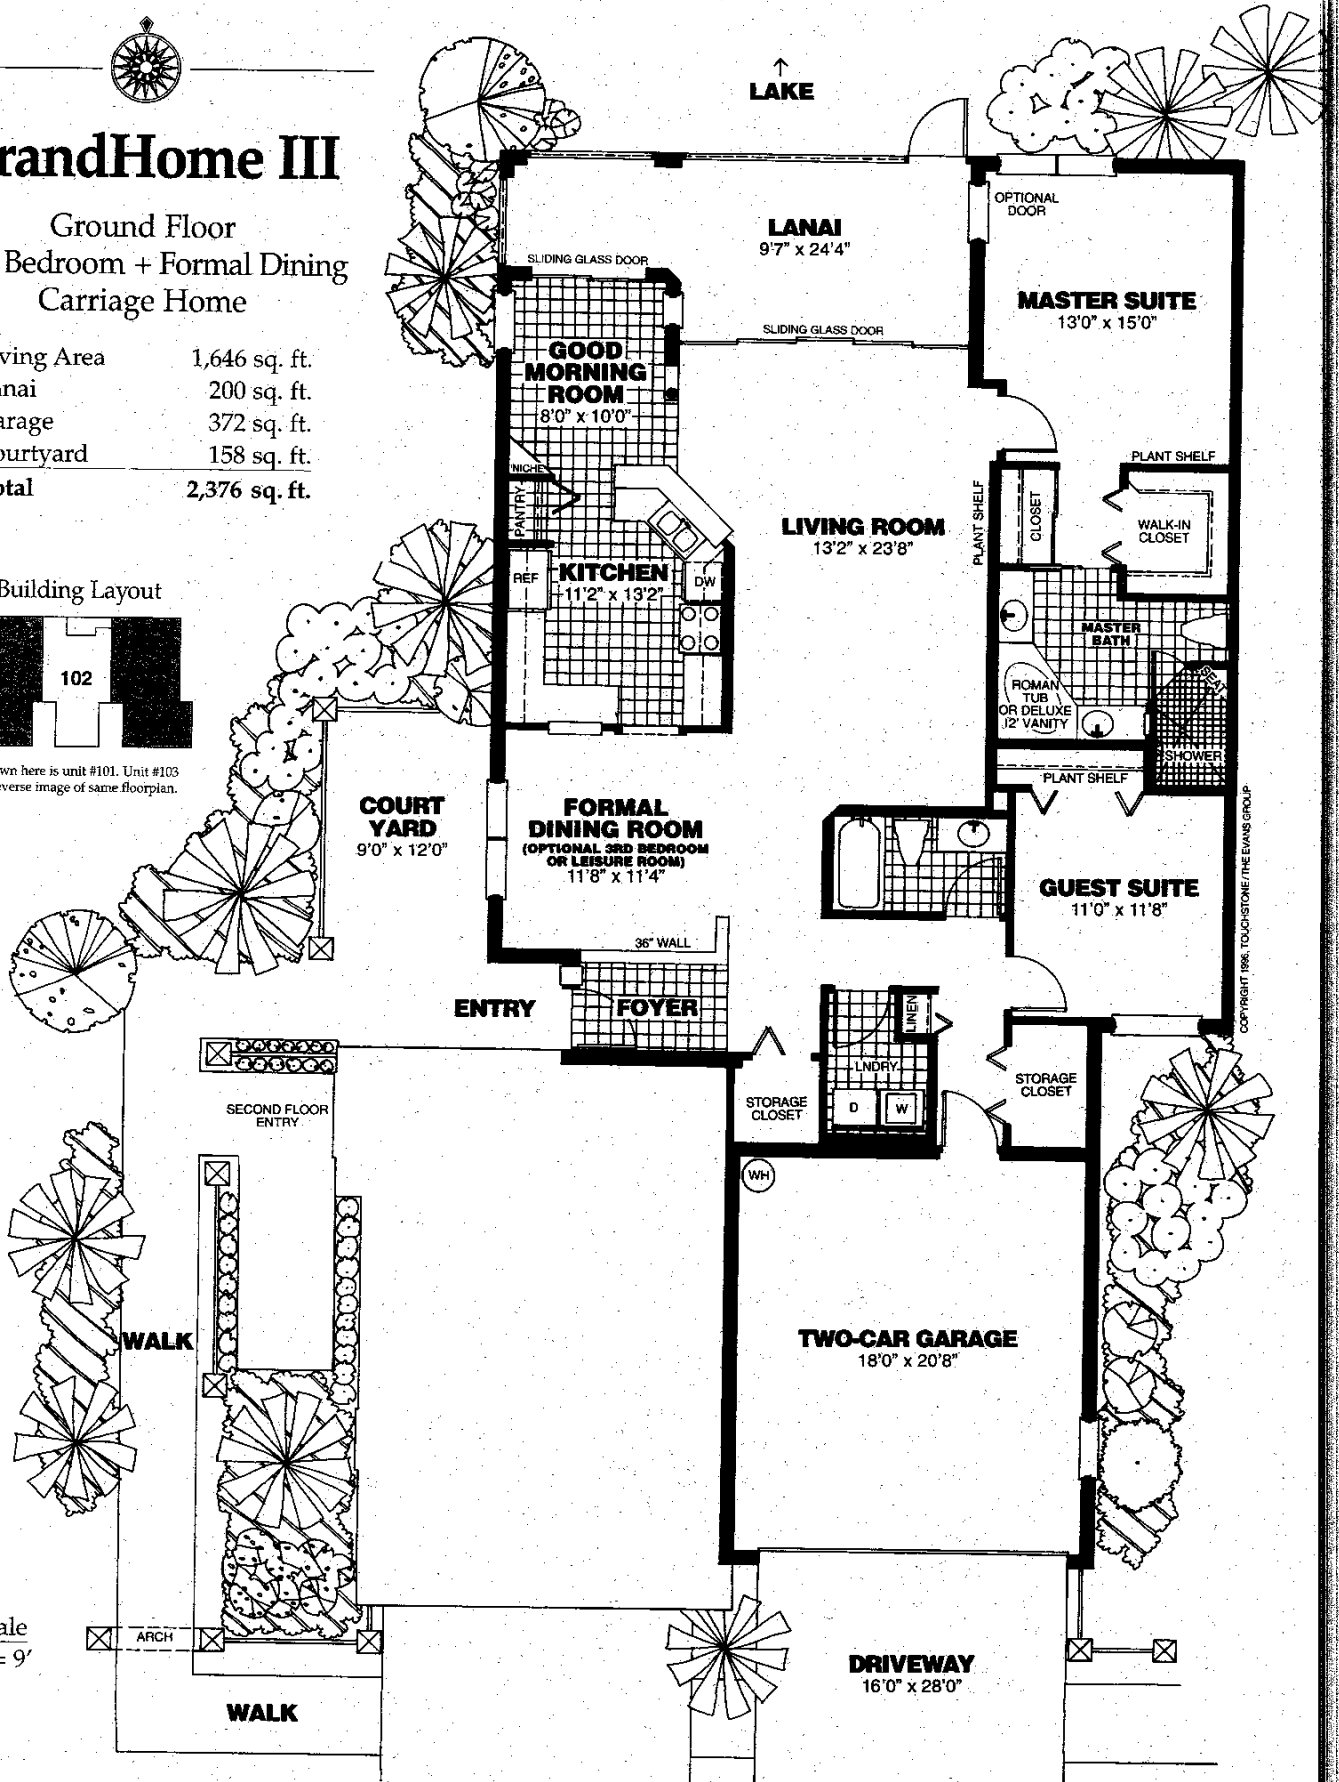 randHome III
Ground Floor
Bedroom + Formal Dining
Carriage Home
ving Area 1,646 sq. ft.
nai 200 sq. ft.
arage 372 sq. ft.
ourtyard 158 sq. ft.
otal 2,376 sq. ft.
Building Layout
102
wn here is unit #101. Unit #103
everse image of same floorplan.
LAKE
OPTIONAL
DOOR
LANAI
9'7" x 24'4"
SLIDING GLASS DOOR
MASTER SUITE
13'0" x 15'0"
SLIDING GLASS DOOR
GOOD
MORNING
ROOM
8'0" x 10'0"
PLANT SHELF
NICHE
PANTRY
PLANT SHELF
CLOSET
WALK-IN
CLOSET
LIVING ROOM
13'2" x 23'8"
REF
KITCHEN
11'2" x 13'2"
DW
MASTER
BATH
SEAT
ROMAN
TUB
OR DELUXE
12' VANITY
SHOWER
PLANT SHELF
COURT
YARD
9'0" x 12'0"
FORMAL
DINING ROOM
(OPTIONAL 3RD BEDROOM
OR LEISURE ROOM)
11'8" x 11'4"
GUEST SUITE
11'0" x 11'8"
COPYRIGHT 1996, TOUCHSTONE/THE EVANS GROUP
36" WALL
ENTRY
FOYER
LINEN
LNDRY
D
W
STORAGE
CLOSET
STORAGE
CLOSET
SECOND FLOOR
ENTRY
WH
WALK
TWO-CAR GARAGE
18'0" x 20'8"
ale
= 9'
ARCH
DRIVEWAY
16'0" x 28'0"
WALK